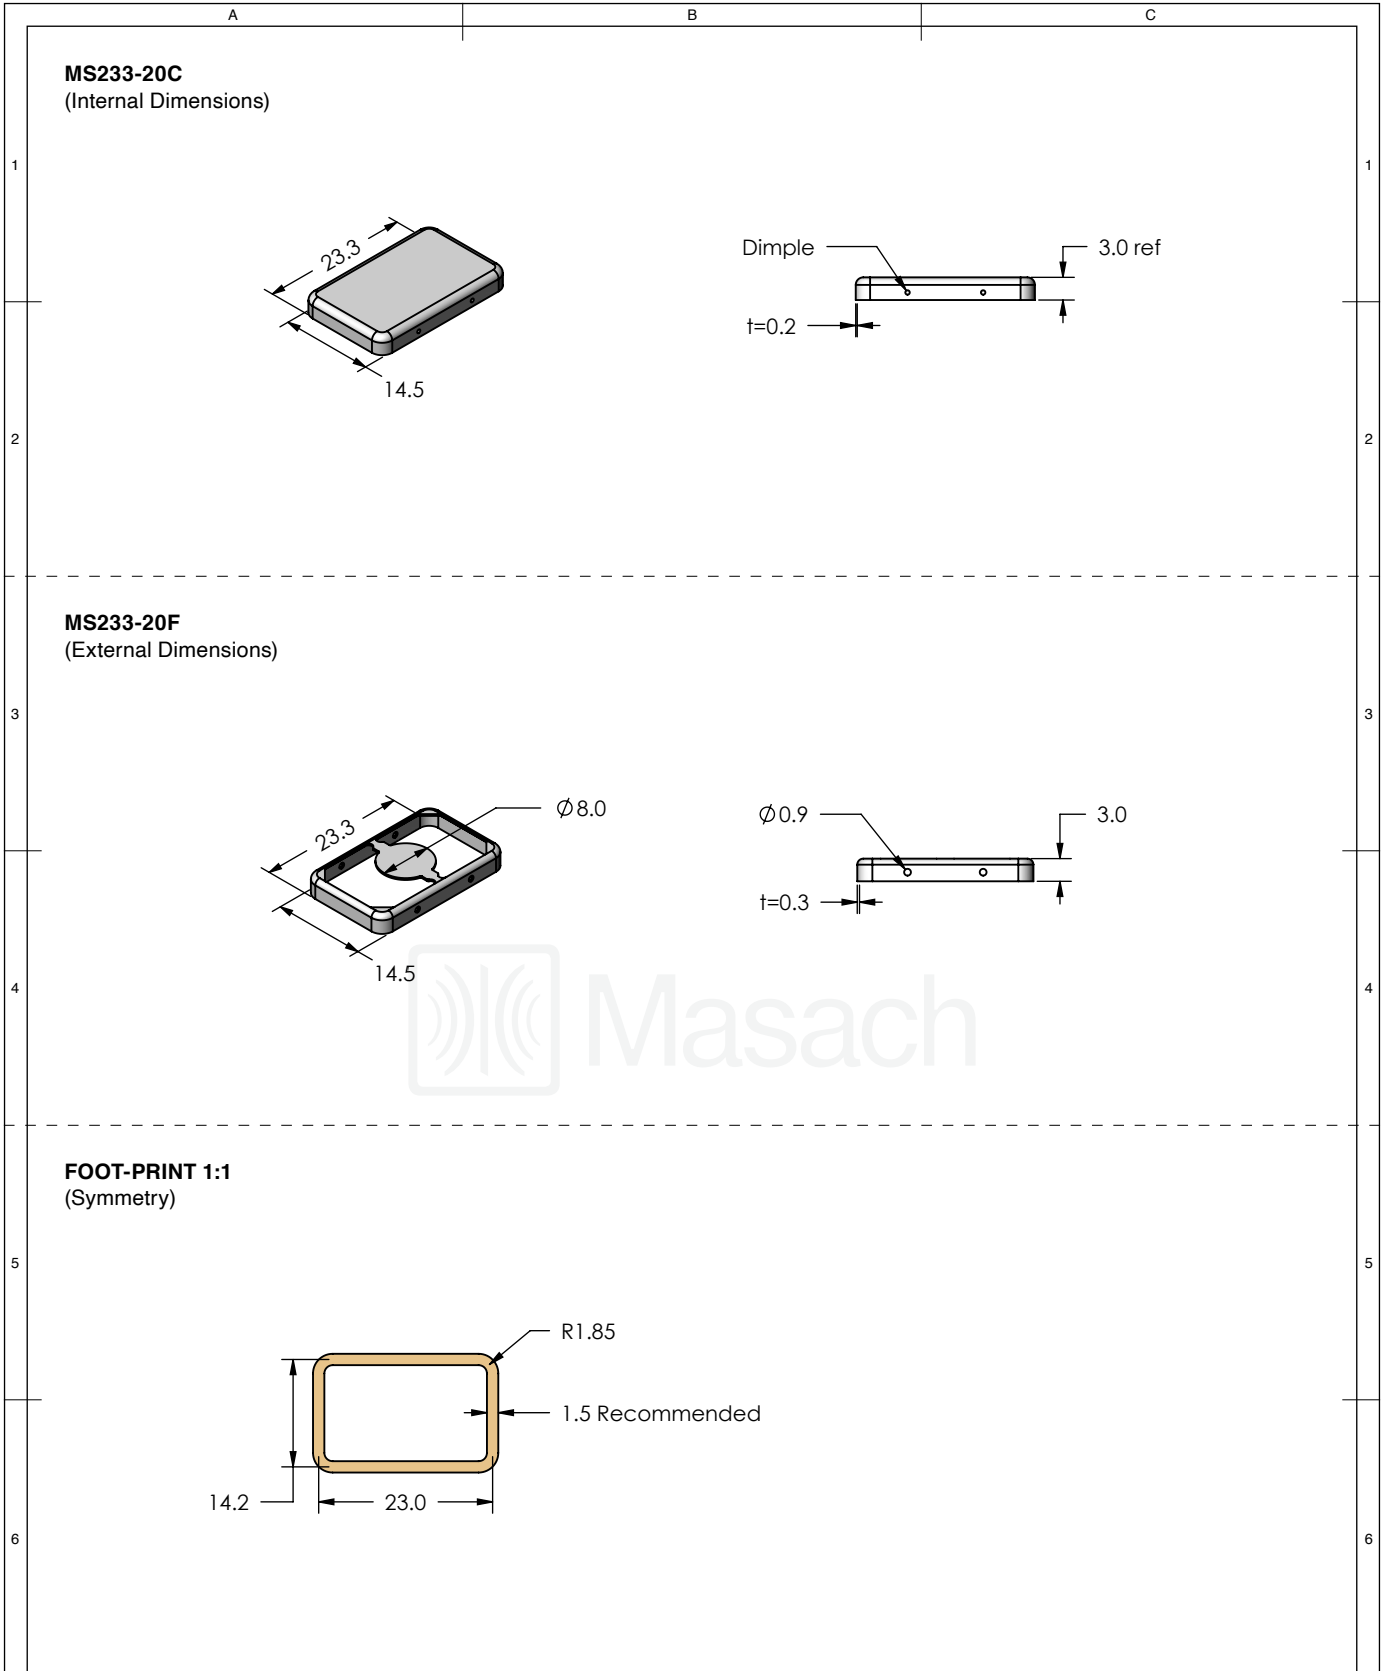 A B C
MS233-20C
(Internal Dimensions)
1 1
23.3
Dimple
3.0 ref
t=0.2
14.5
2 2
MS233-20F
(External Dimensions)
3 3
23.3
Ø8.0
Ø0.9
3.0
t=0.3
14.5
Masach
4 4
FOOT-PRINT 1:1
(Symmetry)
5 5
R1.85
1.5 Recommended
14.2
23.0
6 6